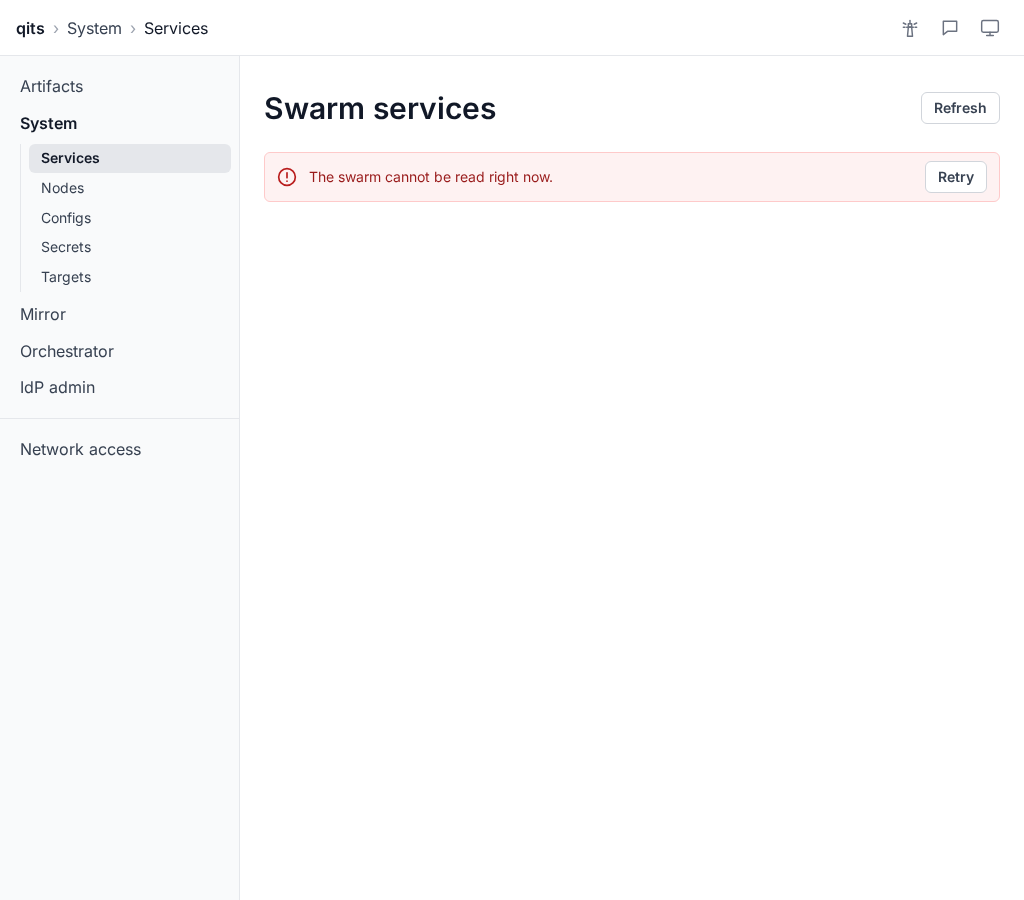 qits › System › Services
Artifacts
System
Services
Nodes
Configs
Secrets
Targets
Mirror
Orchestrator
IdP admin
Network access
Swarm services
Refresh
The swarm cannot be read right now.
Retry